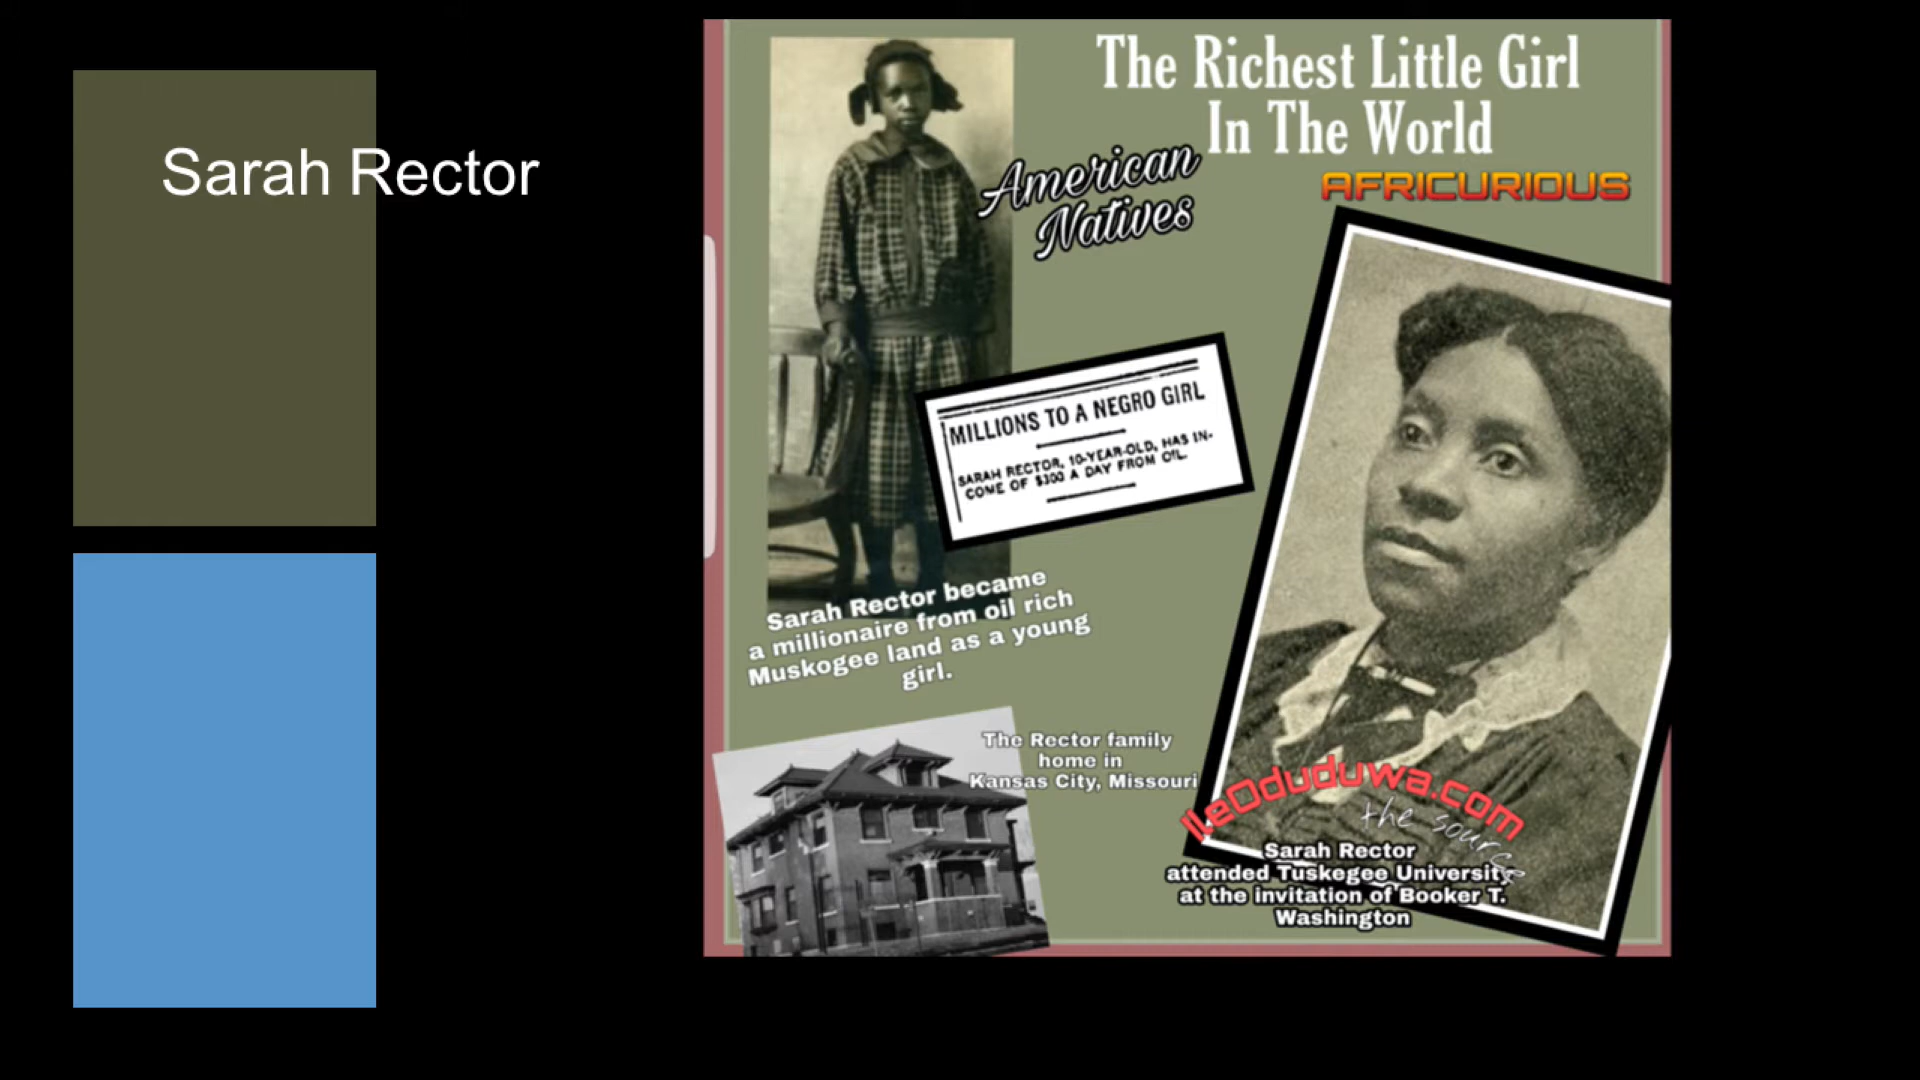 Sarah Rector
The Richest Little Girl
In The World
American
Natives
AFRICURIOUS
MILLIONS TO A NEGRO GIRL
SARAH RECTOR, 10-YEAR-OLD, HAS IN-
COME OF $300 A DAY FROM OIL.
Sarah Rector became
a millionaire from oil rich
Muskogee land as a young
girl.
The Rector family
home in
Kansas City, Missouri
IleOduduwa.com
the source
Sarah Rector
attended Tuskegee University
at the invitation of Booker T.
Washington